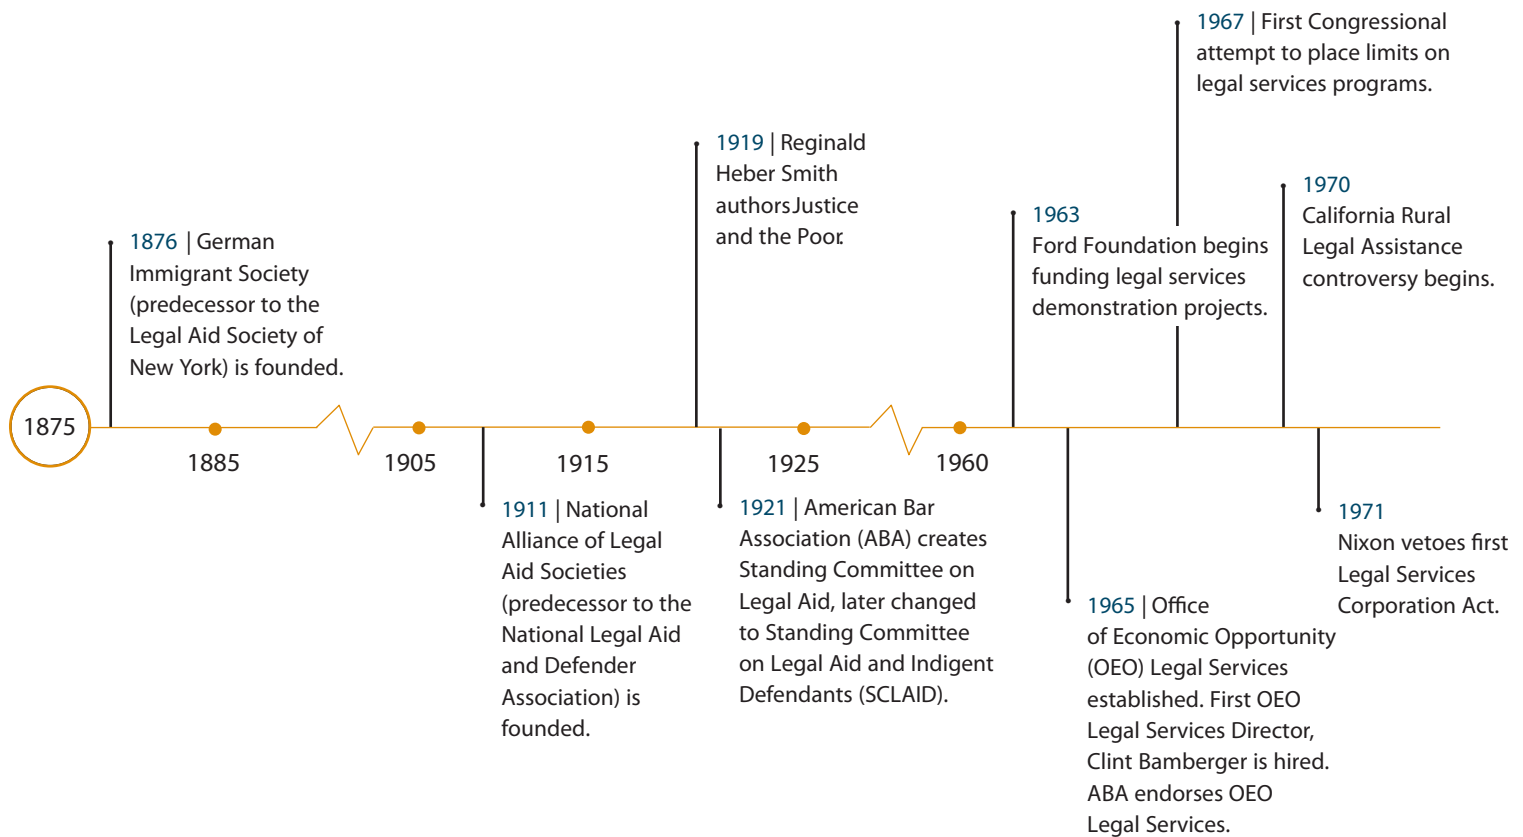 1967 | First Congressional
attempt to place limits on
legal services programs.
1919 | Reginald
Heber Smith
authorsJustice
and the Poor.
1970
California Rural
Legal Assistance
controversy begins.
1963
Ford Foundation begins
funding legal services
demonstration projects.
1876 | German
Immigrant Society
(predecessor to the
Legal Aid Society of
New York) is founded.
1875
1885
1905
1915
1925
1960
1911 | National
Alliance of Legal
Aid Societies
(predecessor to the
National Legal Aid
and Defender
Association) is
founded.
1921 | American Bar
Association (ABA) creates
Standing Committee on
Legal Aid, later changed
to Standing Committee
on Legal Aid and Indigent
Defendants (SCLAID).
1965 | Office
of Economic Opportunity
(OEO) Legal Services
established. First OEO
Legal Services Director,
Clint Bamberger is hired.
ABA endorses OEO
Legal Services.
1971
Nixon vetoes first
Legal Services
Corporation Act.